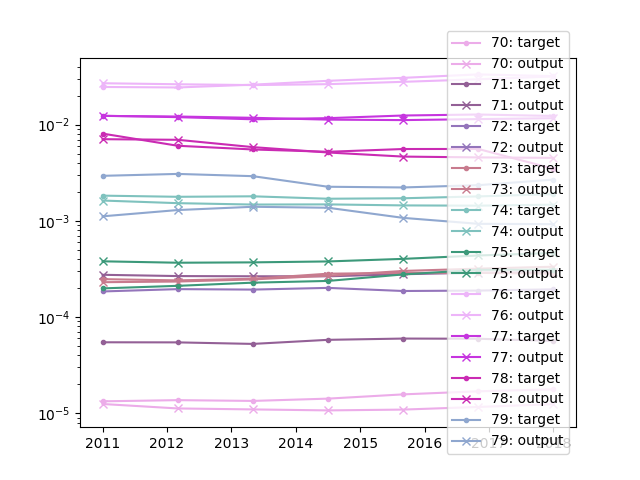 10⁻²
10⁻³
10⁻⁴
10⁻⁵
2011
2012
2013
2014
2015
2016
2017
2018
70: target
70: output
71: target
71: output
72: target
72: output
73: target
73: output
74: target
74: output
75: target
75: output
76: target
76: output
77: target
77: output
78: target
78: output
79: target
79: output